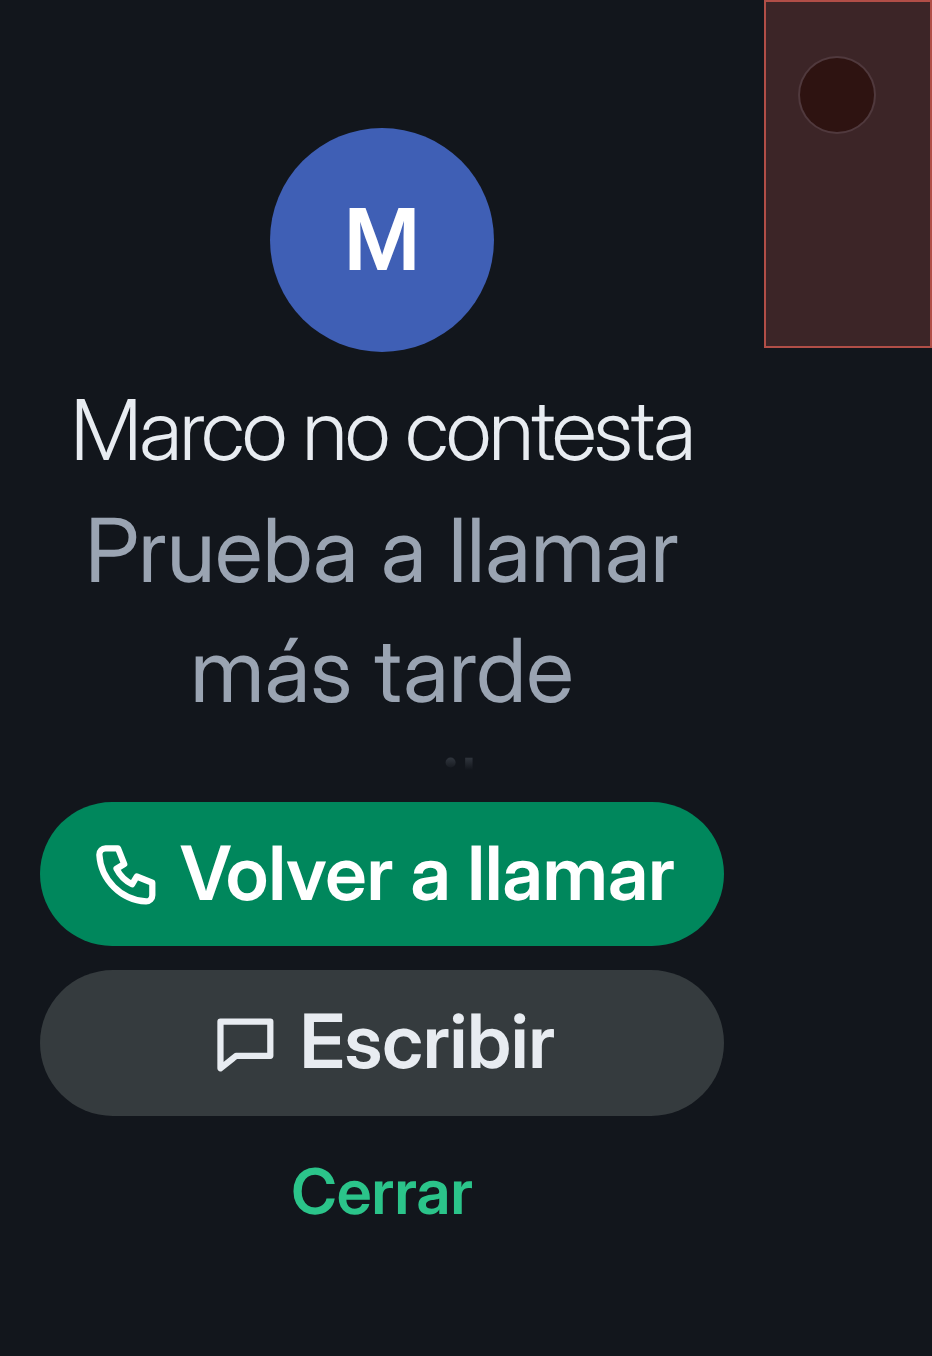 M
Marco no contesta
Prueba a llamar
más tarde
Volver a llamar
Escribir
Cerrar